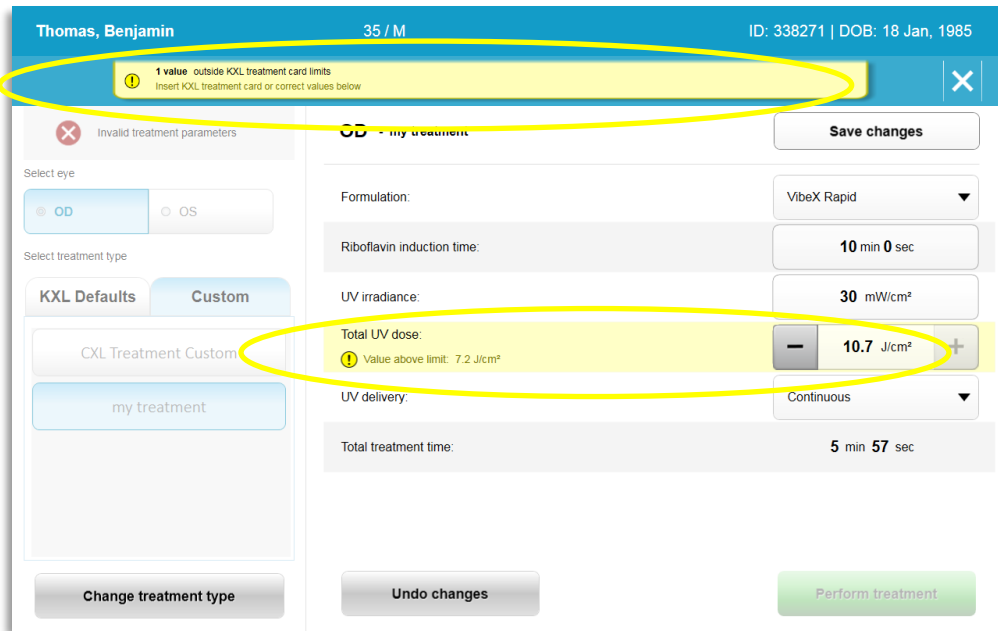 Thomas, Benjamin 35 / M ID: 338271 | DOB: 18 Jan, 1985
1 value outside KXL treatment card limits
Insert KXL treatment card or correct values below
Invalid treatment parameters
OD - my treatment
Save changes
Select eye
OD OS
Select treatment type
KXL Defaults Custom
CXL Treatment Custom
my treatment
Change treatment type
Formulation: VibeX Rapid
Riboflavin induction time: 10 min 0 sec
UV irradiance: 30 mW/cm²
Total UV dose:
Value above limit: 7.2 J/cm²
10.7 J/cm²
UV delivery: Continuous
Total treatment time: 5 min 57 sec
Undo changes
Perform treatment